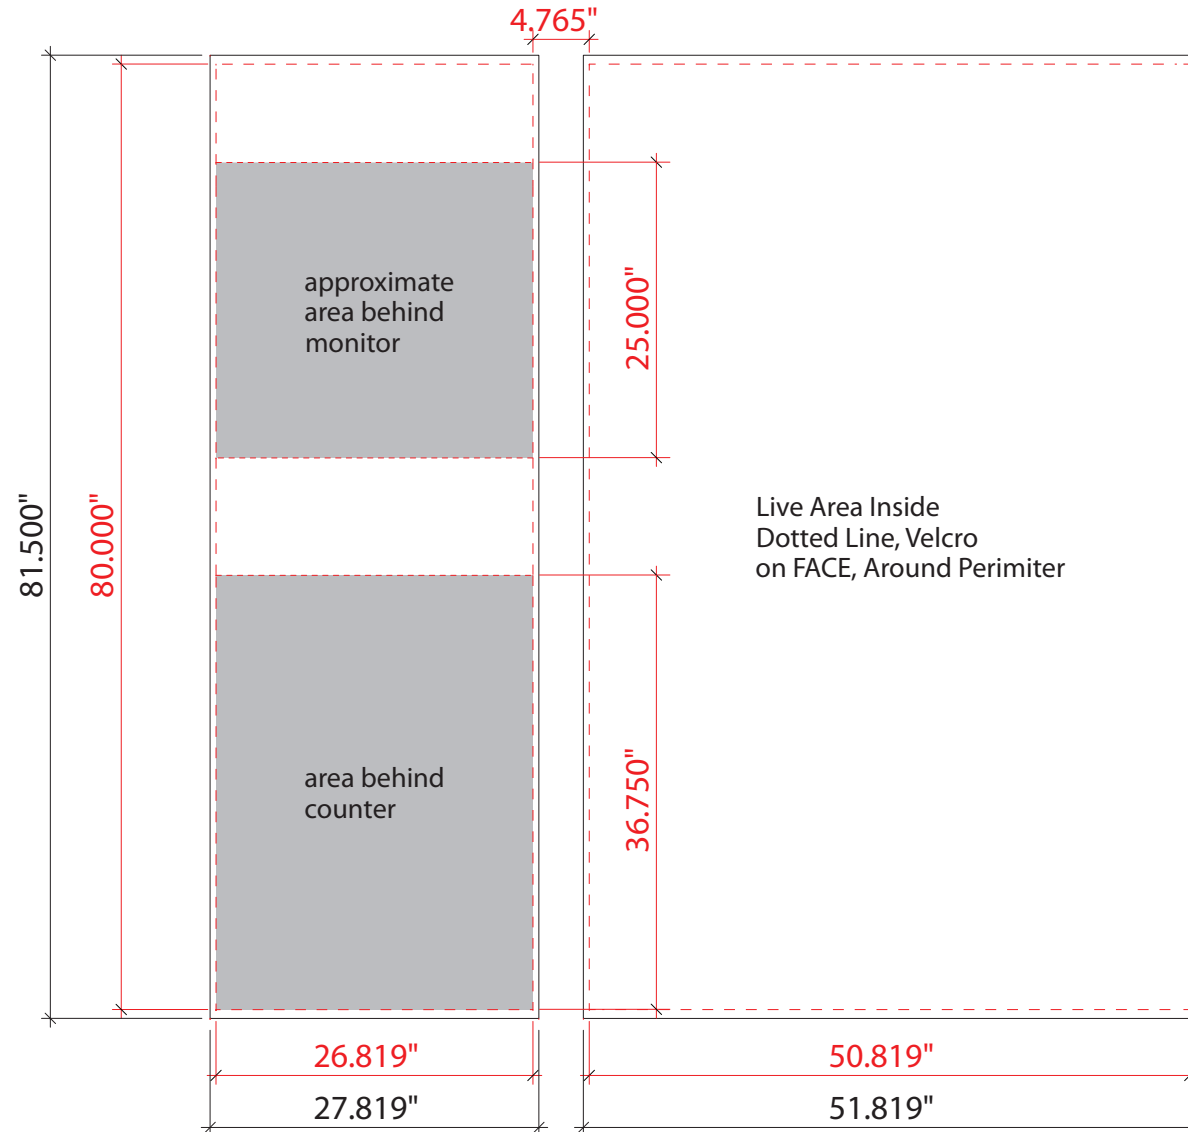 4.765"
approximate
area behind
monitor
25.000"
81.500"
80.000"
Live Area Inside
Dotted Line, Velcro
on FACE, Around Perimiter
area behind
counter
36.750"
26.819"
50.819"
27.819"
51.819"